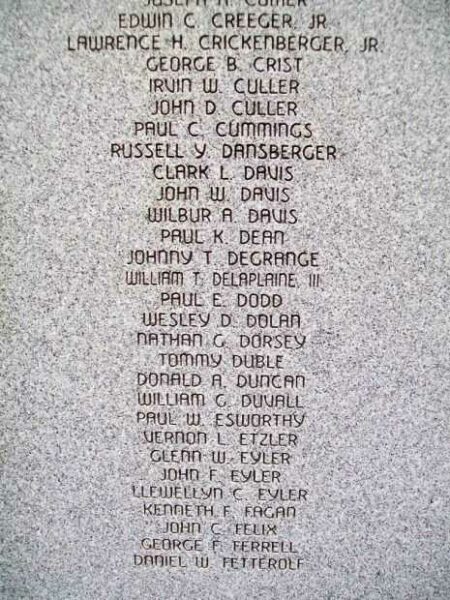 JOSEPH A. COMER
EDWIN C. CREEGER, JR.
LAWRENCE H. CRICKENBERGER, JR.
GEORGE B. CRIST
IRVIN W. CULLER
JOHN D. CULLER
PAUL C. CUMMINGS
RUSSELL Y. DANSBERGER
CLARK L. DAVIS
JOHN W. DAVIS
WILBUR A. DAVIS
PAUL K. DEAN
JOHNNY T. DEGRANGE
WILLIAM T. DELAPLAINE, III
PAUL E. DODD
WESLEY D. DOLAN
NATHAN G. DORSEY
TOMMY DUBLE
DONALD A. DUNCAN
WILLIAM G. DUVALL
PAUL W. ESWORTHY
VERNON L. ETZLER
GLENN W. EYLER
JOHN F. EYLER
LLEWELLYN C. EYLER
KENNETH F. FAGAN
JOHN C. FELIX
GEORGE F. FERRELL
DANIEL W. FETTEROLF